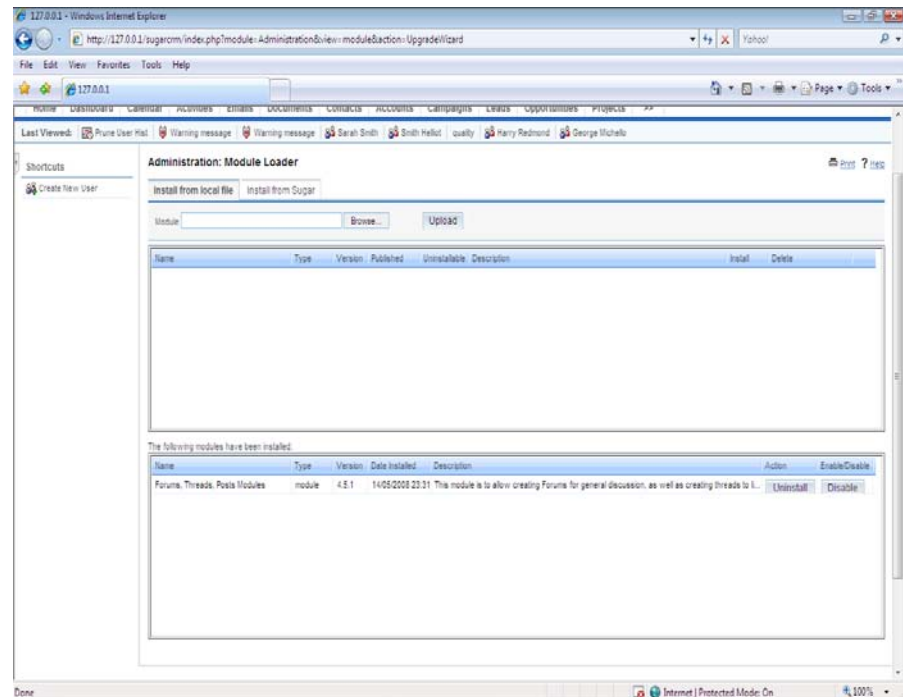 127.0.0.1 - Windows Internet Explorer
http://127.0.0.1/sugarcrm/index.php?module=Administration&view=module&action=UpgradeWizard
Yahoo!
File Edit View Favorites Tools Help
127.0.0.1
Page Tools
Home Dashboard Calendar Activities Emails Documents Contacts Accounts Campaigns Leads Opportunities Projects >>
Last Viewed: Prune User Hist Warning message Warning message Sarah Smith Smith Helliot quality Harry Redmond George Michello
Shortcuts
Create New User
Administration: Module Loader
Print ? Help
Install from local file Install from Sugar
Module Browse... Upload
Name Type Version Published Uninstallable Description Install Delete
The following modules have been installed:
Name Type Version Date Installed Description Action Enable/Disable
Forums, Threads, Posts Modules module 4.5.1 14/05/2008 23:31 This module is to allow creating Forums for general discussion, as well as creating threads to li... Uninstall Disable
Done
Internet | Protected Mode: On
100%